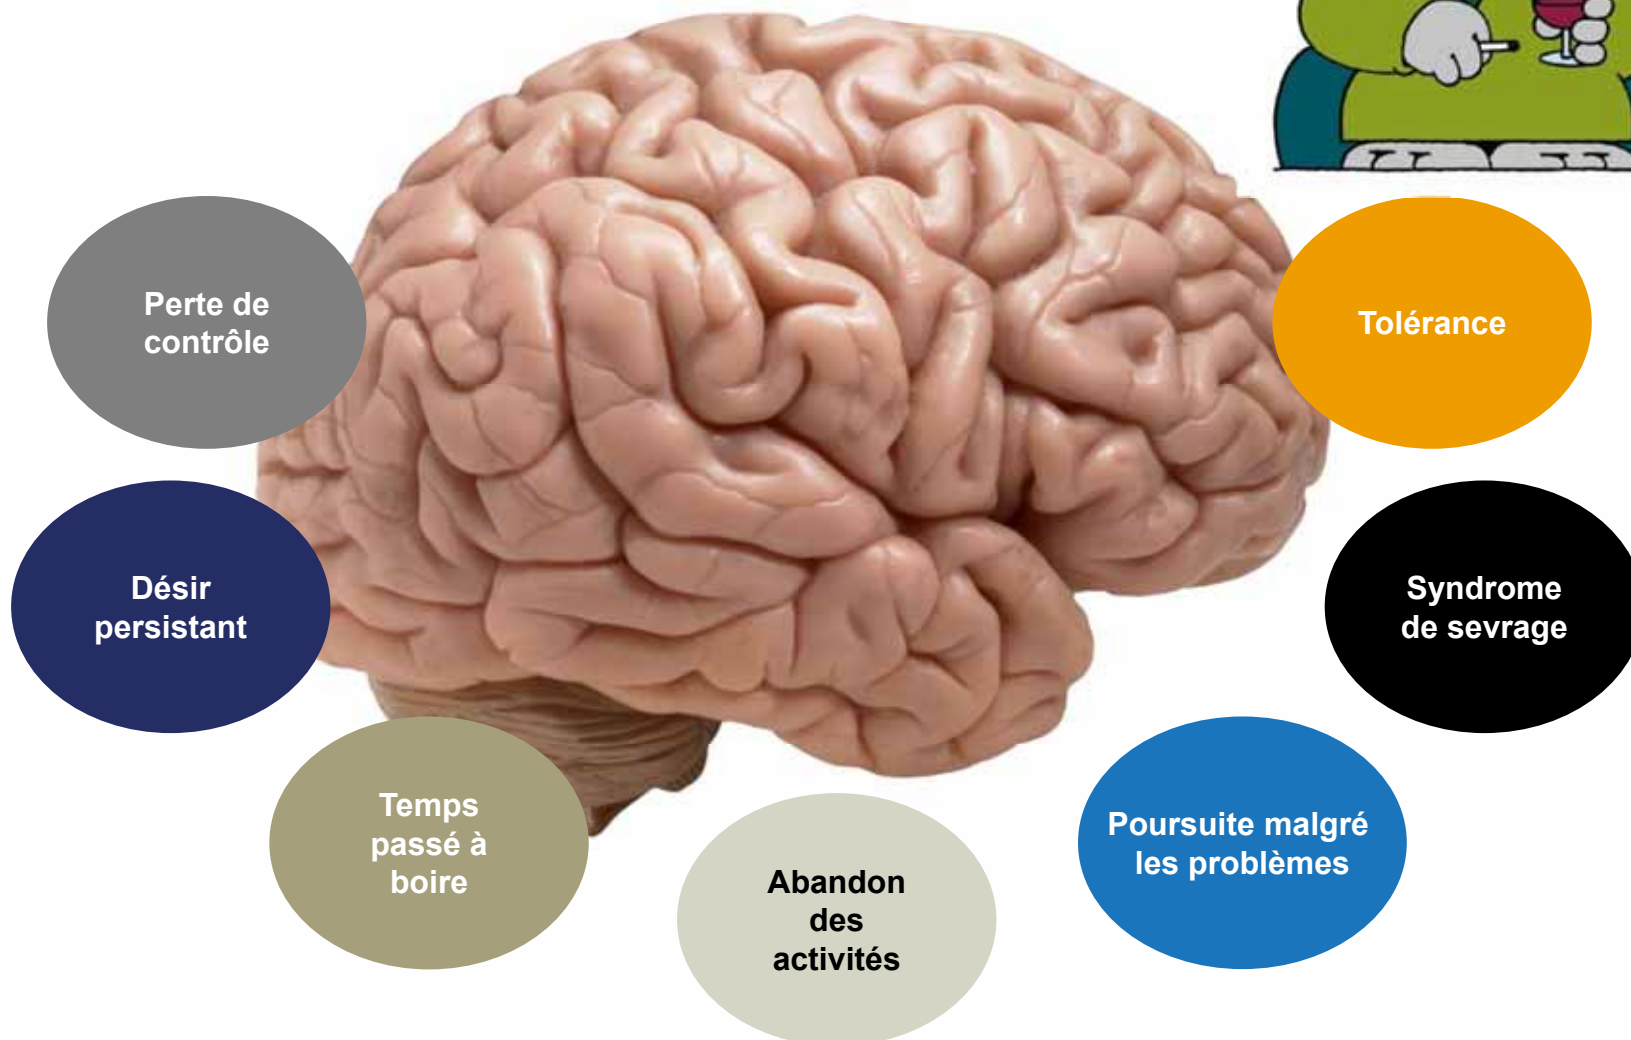 Perte de
contrôle
Tolérance
Désir
persistant
Syndrome
de sevrage
Temps
passé à
boire
Abandon
des
activités
Poursuite malgré
les problèmes